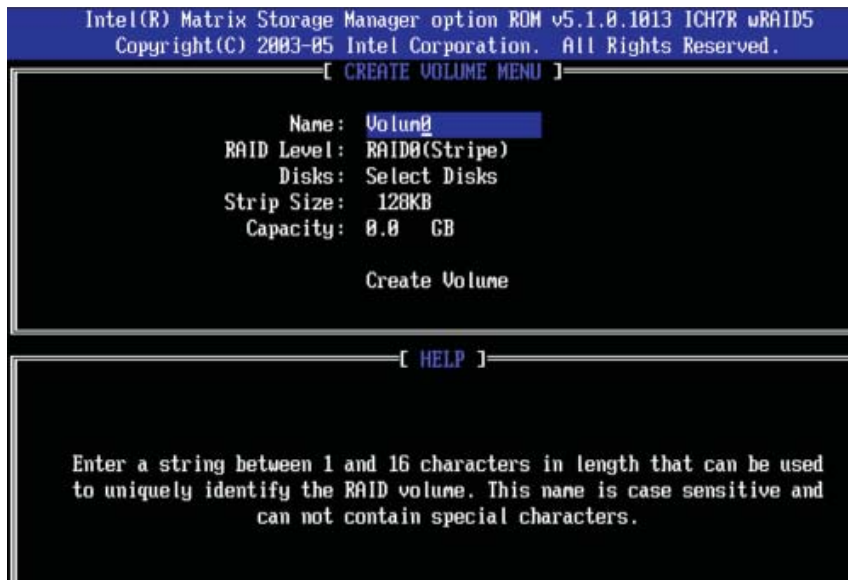 Intel(R) Matrix Storage Manager option ROM v5.1.0.1013 ICH7R wRAID5
Copyright(C) 2003-05 Intel Corporation. All Rights Reserved.
[ CREATE VOLUME MENU ]
Name: Volum0
RAID Level: RAID0(Stripe)
Disks: Select Disks
Strip Size: 128KB
Capacity: 0.0 GB
Create Volume
[ HELP ]
Enter a string between 1 and 16 characters in length that can be used
to uniquely identify the RAID volume. This name is case sensitive and
can not contain special characters.